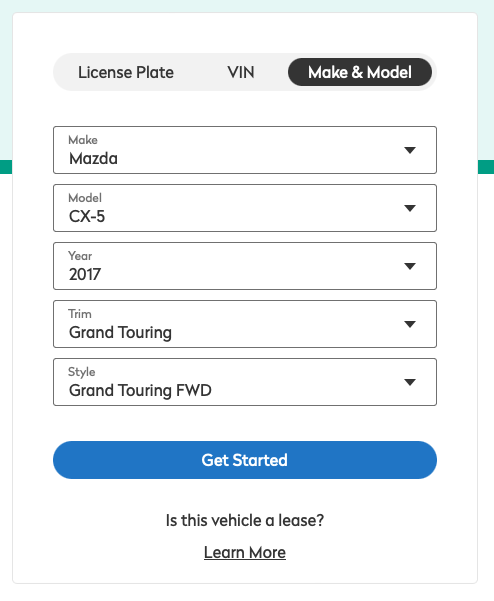 License Plate VIN Make & Model
Make
Mazda
Model
CX-5
Year
2017
Trim
Grand Touring
Style
Grand Touring FWD
Get Started
Is this vehicle a lease?
Learn More